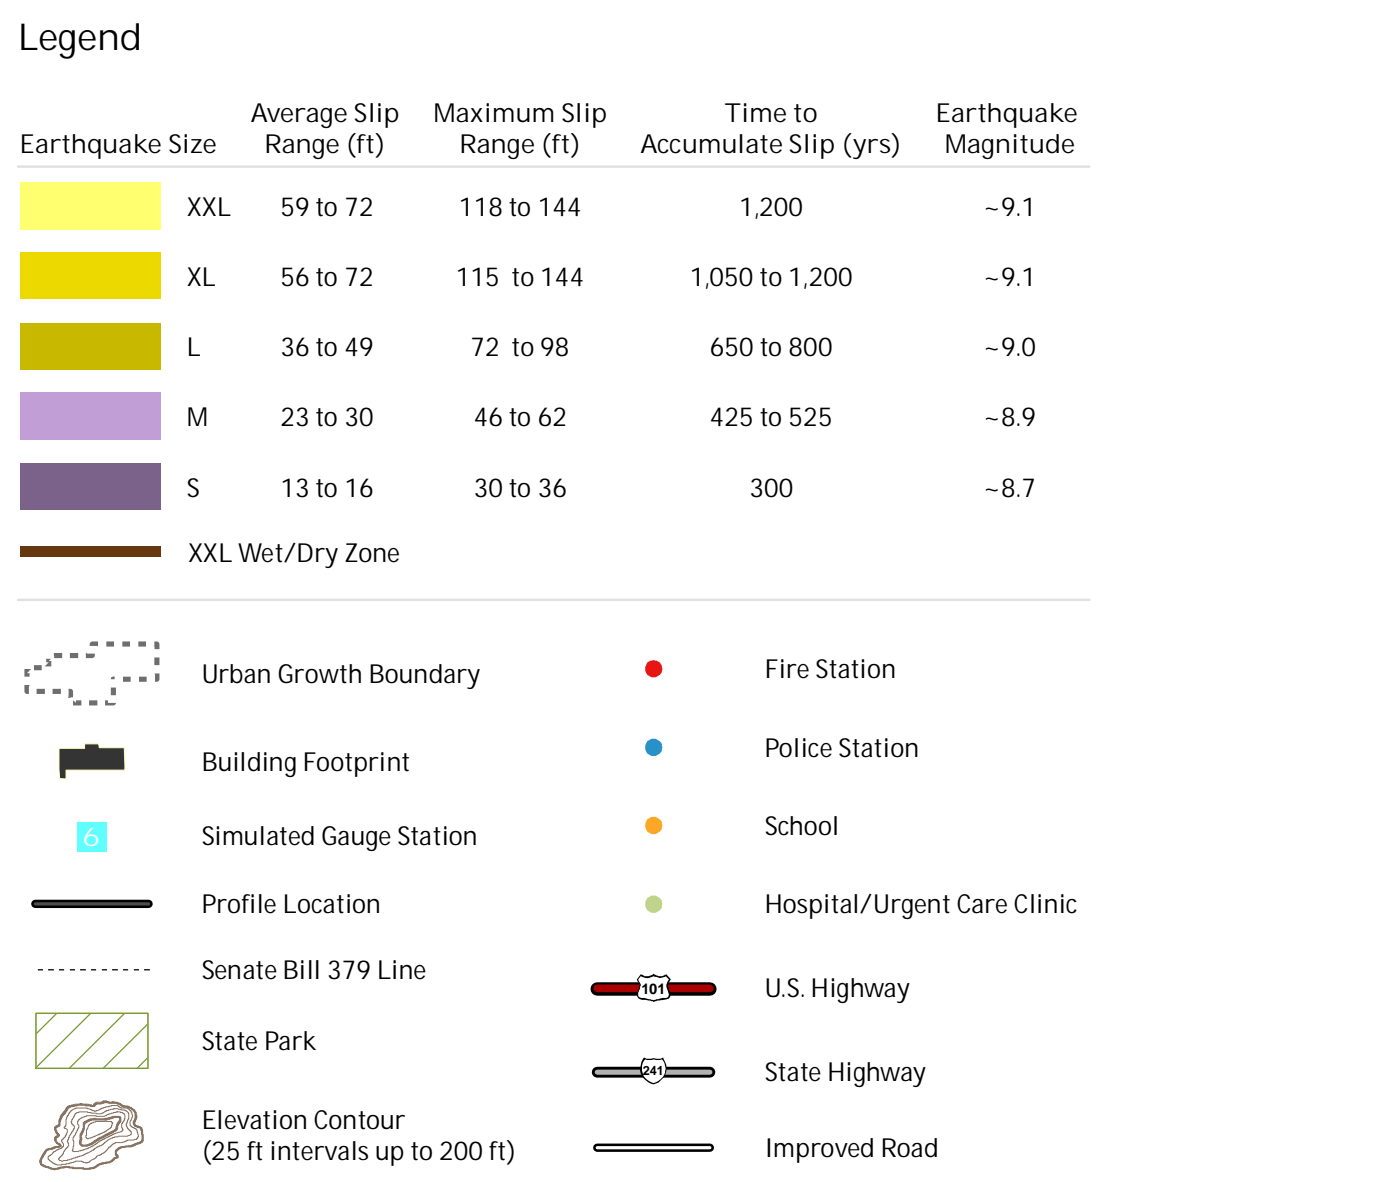 Legend
Earthquake Size
Average Slip
Range (ft)
Maximum Slip
Range (ft)
Time to
Accumulate Slip (yrs)
Earthquake
Magnitude
XXL 59 to 72 118 to 144 1,200 ~9.1
XL 56 to 72 115 to 144 1,050 to 1,200 ~9.1
L 36 to 49 72 to 98 650 to 800 ~9.0
M 23 to 30 46 to 62 425 to 525 ~8.9
S 13 to 16 30 to 36 300 ~8.7
XXL Wet/Dry Zone
Urban Growth Boundary
Building Footprint
6 Simulated Gauge Station
Profile Location
Senate Bill 379 Line
State Park
Elevation Contour
(25 ft intervals up to 200 ft)
Fire Station
Police Station
School
Hospital/Urgent Care Clinic
101 U.S. Highway
241 State Highway
Improved Road